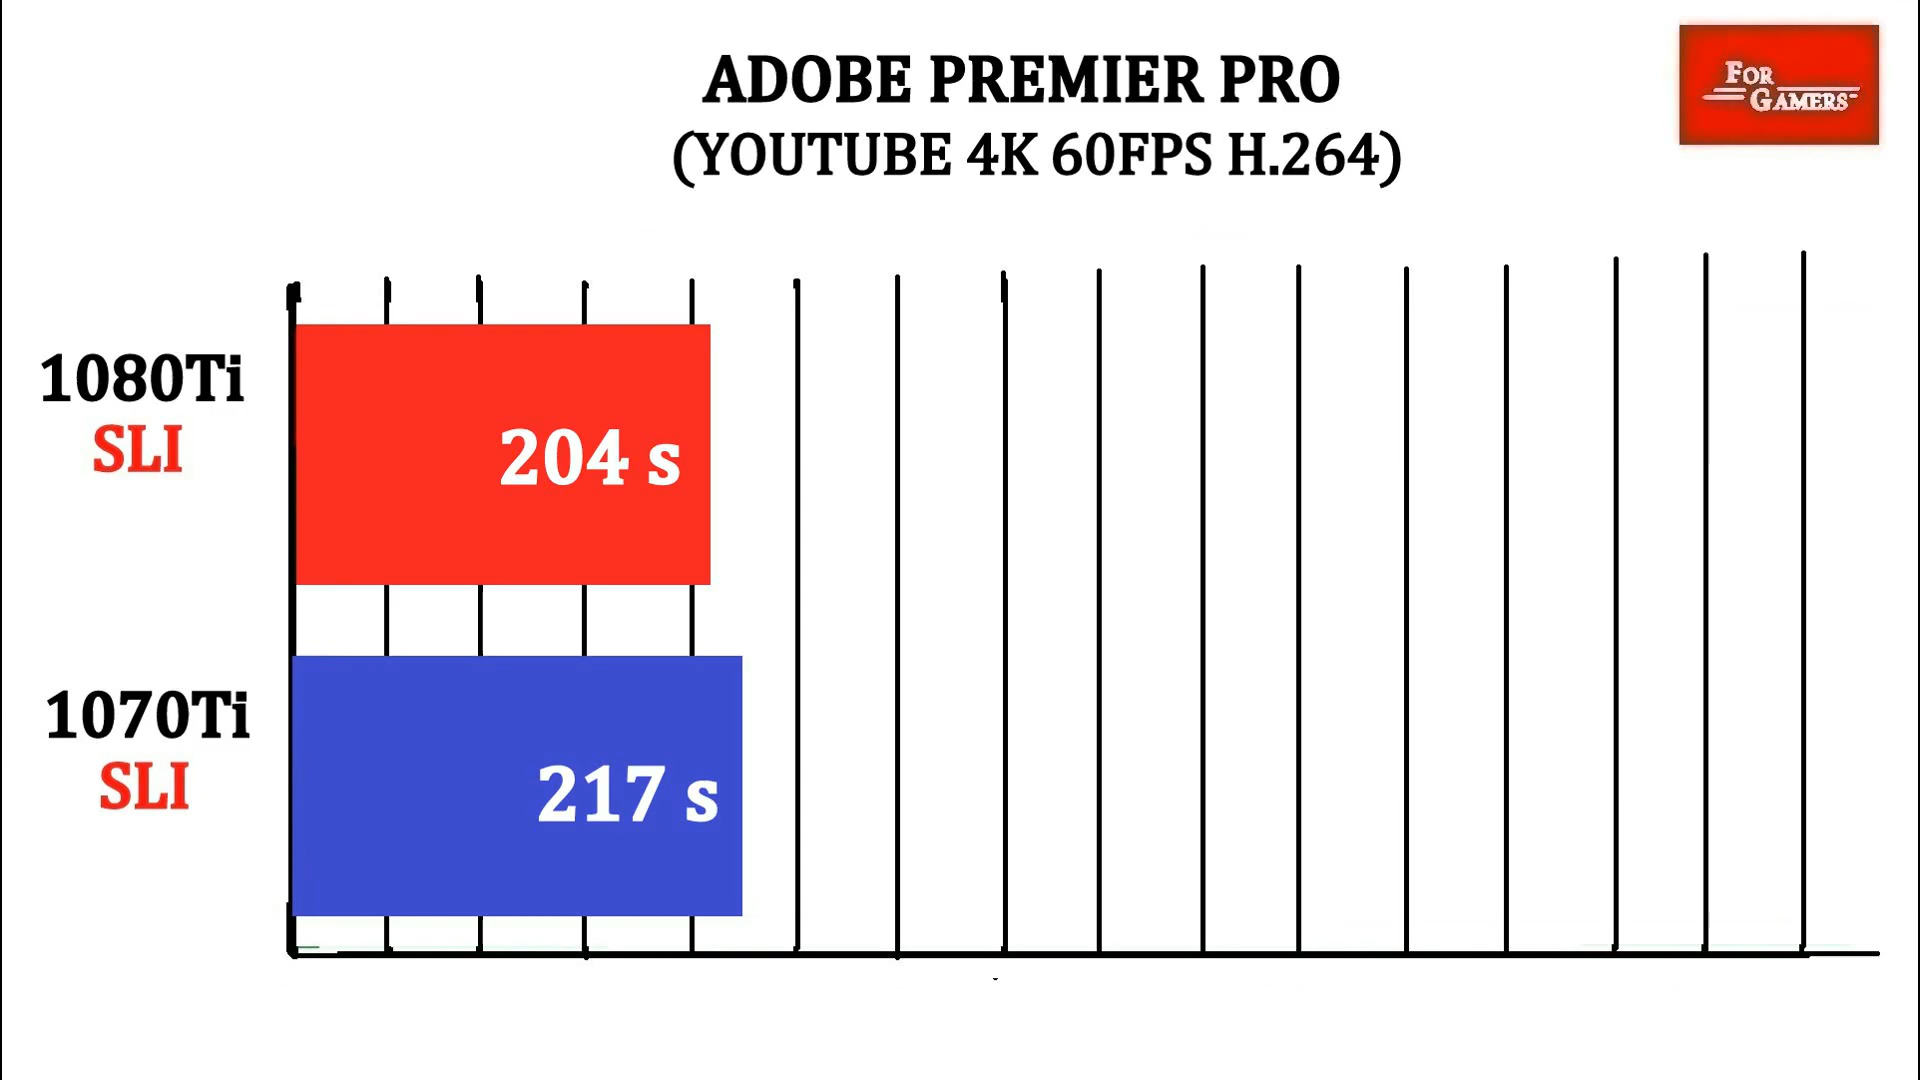 ADOBE PREMIER PRO
(YOUTUBE 4K 60FPS H.264)
FOR
GAMERS
1080Ti
SLI
204 s
1070Ti
SLI
217 s